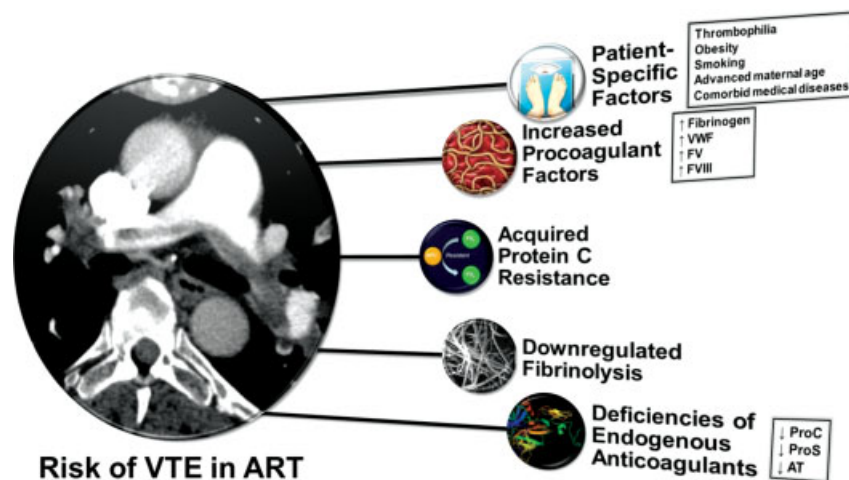 Patient-
Specific
Factors
Thrombophilia
Obesity
Smoking
Advanced maternal age
Comorbid medical diseases
Increased
Procoagulant
Factors
↑ Fibrinogen
↑ VWF
↑ FV
↑ FVIII
Acquired
Protein C
Resistance
Downregulated
Fibrinolysis
Deficiencies of
Endogenous
Anticoagulants
↓ ProC
↓ ProS
↓ AT
Risk of VTE in ART